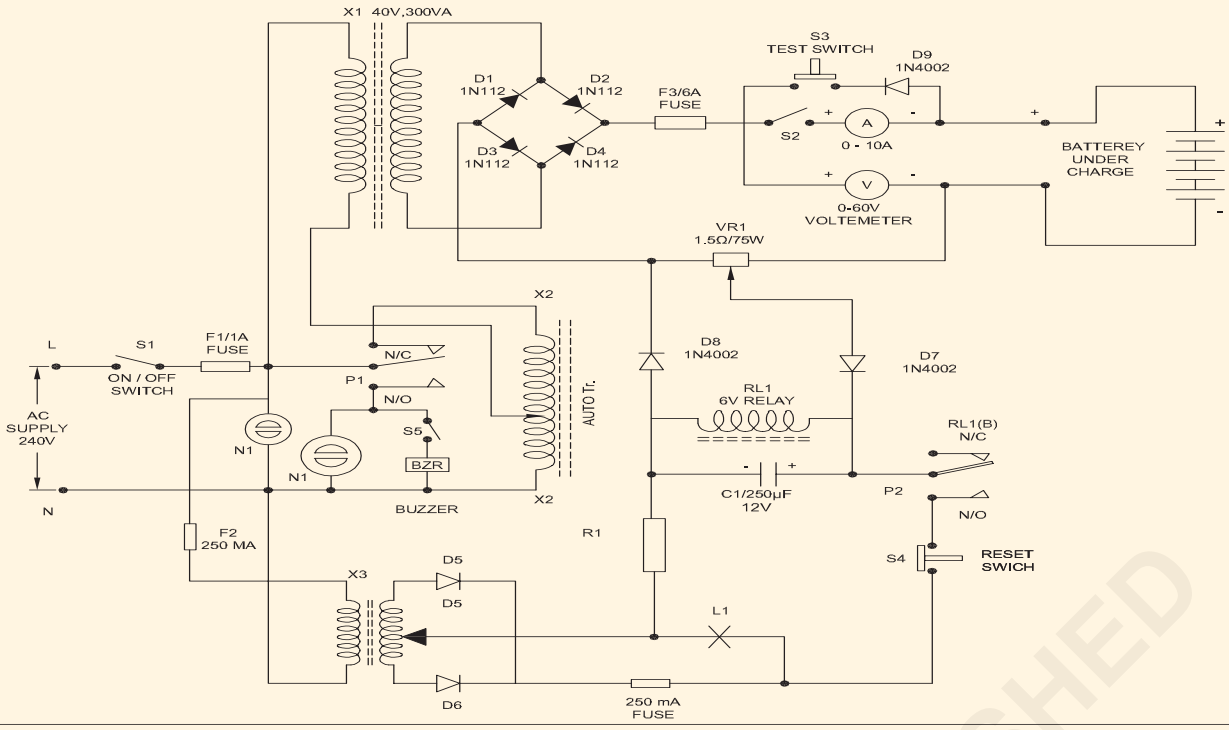 X1 40V,300VA
S3
TEST SWITCH
D9
1N4002
D1
1N112
D2
1N112
F3/6A
FUSE
+
-
S2
A
0 - 10A
+
+
BATTEREY
UNDER
CHARGE
-
D3
1N112
D4
1N112
+
-
V
0-60V
VOLTEMETER
VR1
1.5Ω/75W
X2
L
S1
F1/1A
FUSE
N/C
ON / OFF
SWITCH
P1
N/O
AUTO Tr.
D8
1N4002
D7
1N4002
RL1
6V RELAY
AC
SUPPLY
240V
N1
N1
S5
BZR
RL1(B)
N/C
-
+
C1/250µF
12V
P2
N/O
N
BUZZER
X2
F2
250 MA
R1
S4
RESET
SWICH
X3
D5
D5
L1
D6
250 mA
FUSE
SHED